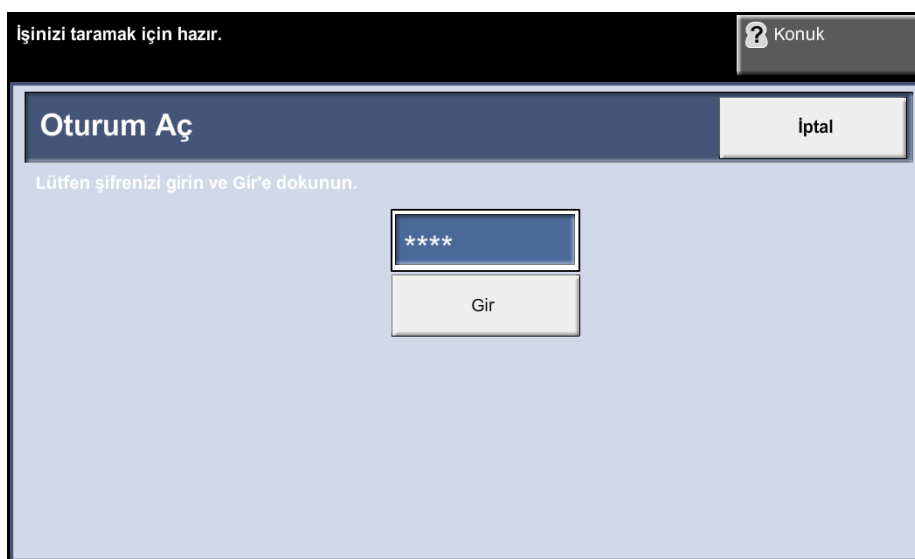 İşinizi taramak için hazır.
? Konuk
Oturum Aç
İptal
Lütfen şifrenizi girin ve Gir'e dokunun.
****
Gir